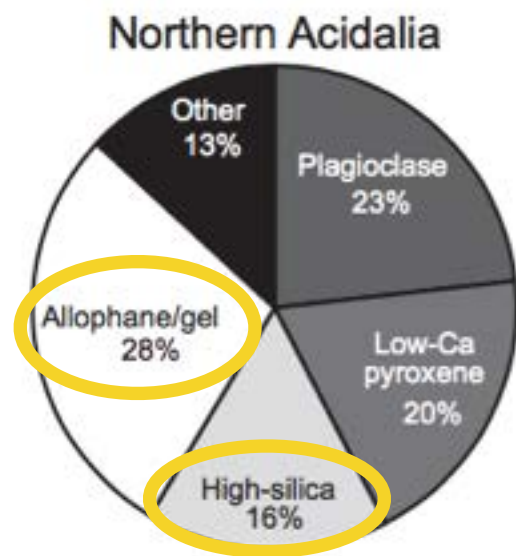 Northern Acidalia
Other
13%
Plagioclase
23%
Allophane/gel
28%
Low-Ca
pyroxene
20%
High-silica
16%